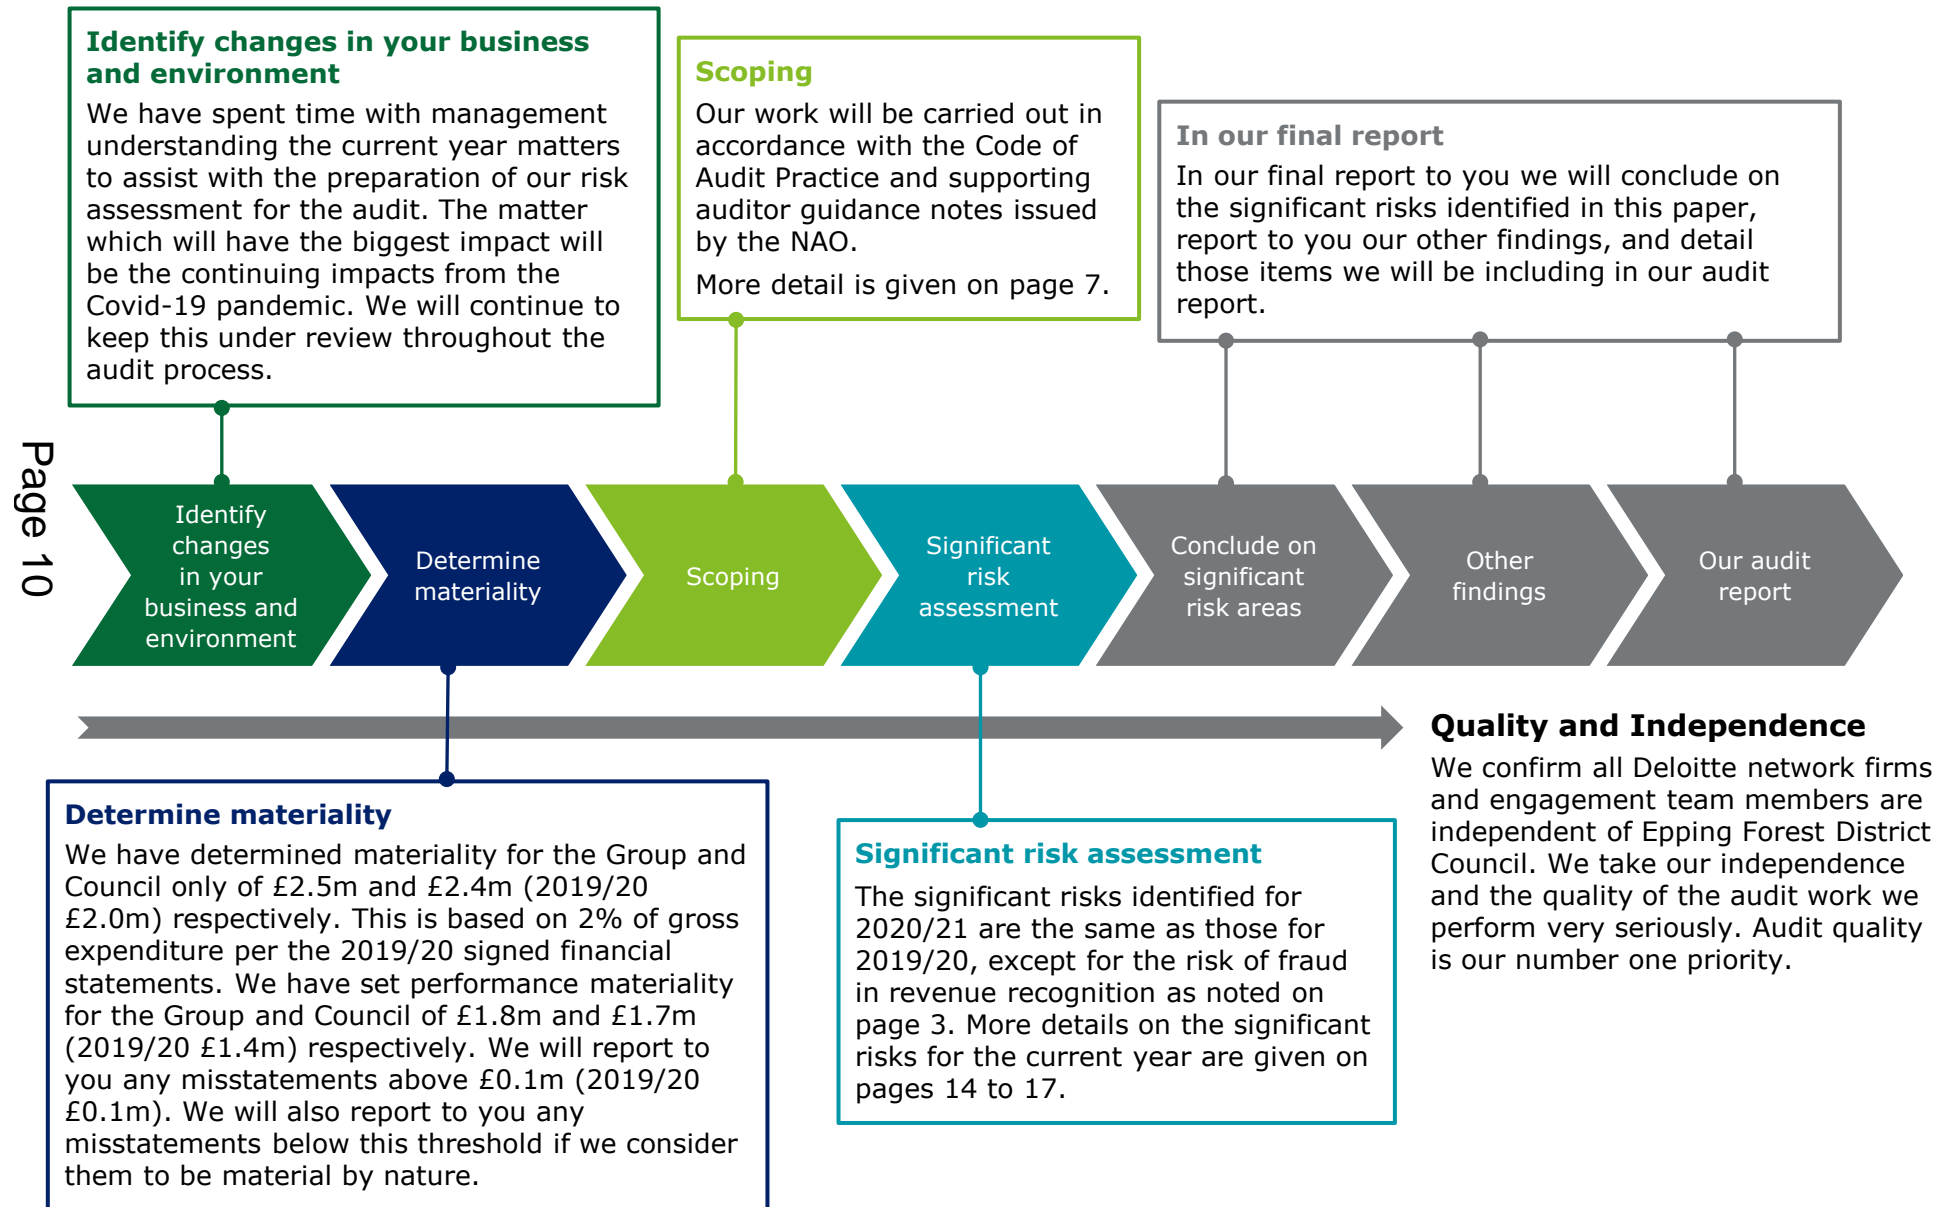 Identify changes in your business
and environment
We have spent time with management
understanding the current year matters
to assist with the preparation of our risk
assessment for the audit. The matter
which will have the biggest impact will
be the continuing impacts from the
Covid-19 pandemic. We will continue to
keep this under review throughout the
audit process.
Scoping
Our work will be carried out in
accordance with the Code of
Audit Practice and supporting
auditor guidance notes issued
by the NAO.
More detail is given on page 7.
In our final report
In our final report to you we will conclude on
the significant risks identified in this paper,
report to you our other findings, and detail
those items we will be including in our audit
report.
Page 10
Identify
changes
in your
business and
environment
Determine
materiality
Scoping
Significant
risk
assessment
Conclude on
significant
risk areas
Other
findings
Our audit
report
Determine materiality
We have determined materiality for the Group and
Council only of £2.5m and £2.4m (2019/20
£2.0m) respectively. This is based on 2% of gross
expenditure per the 2019/20 signed financial
statements. We have set performance materiality
for the Group and Council of £1.8m and £1.7m
(2019/20 £1.4m) respectively. We will report to
you any misstatements above £0.1m (2019/20
£0.1m). We will also report to you any
misstatements below this threshold if we consider
them to be material by nature.
Significant risk assessment
The significant risks identified for
2020/21 are the same as those for
2019/20, except for the risk of fraud
in revenue recognition as noted on
page 3. More details on the significant
risks for the current year are given on
pages 14 to 17.
Quality and Independence
We confirm all Deloitte network firms
and engagement team members are
independent of Epping Forest District
Council. We take our independence
and the quality of the audit work we
perform very seriously. Audit quality
is our number one priority.